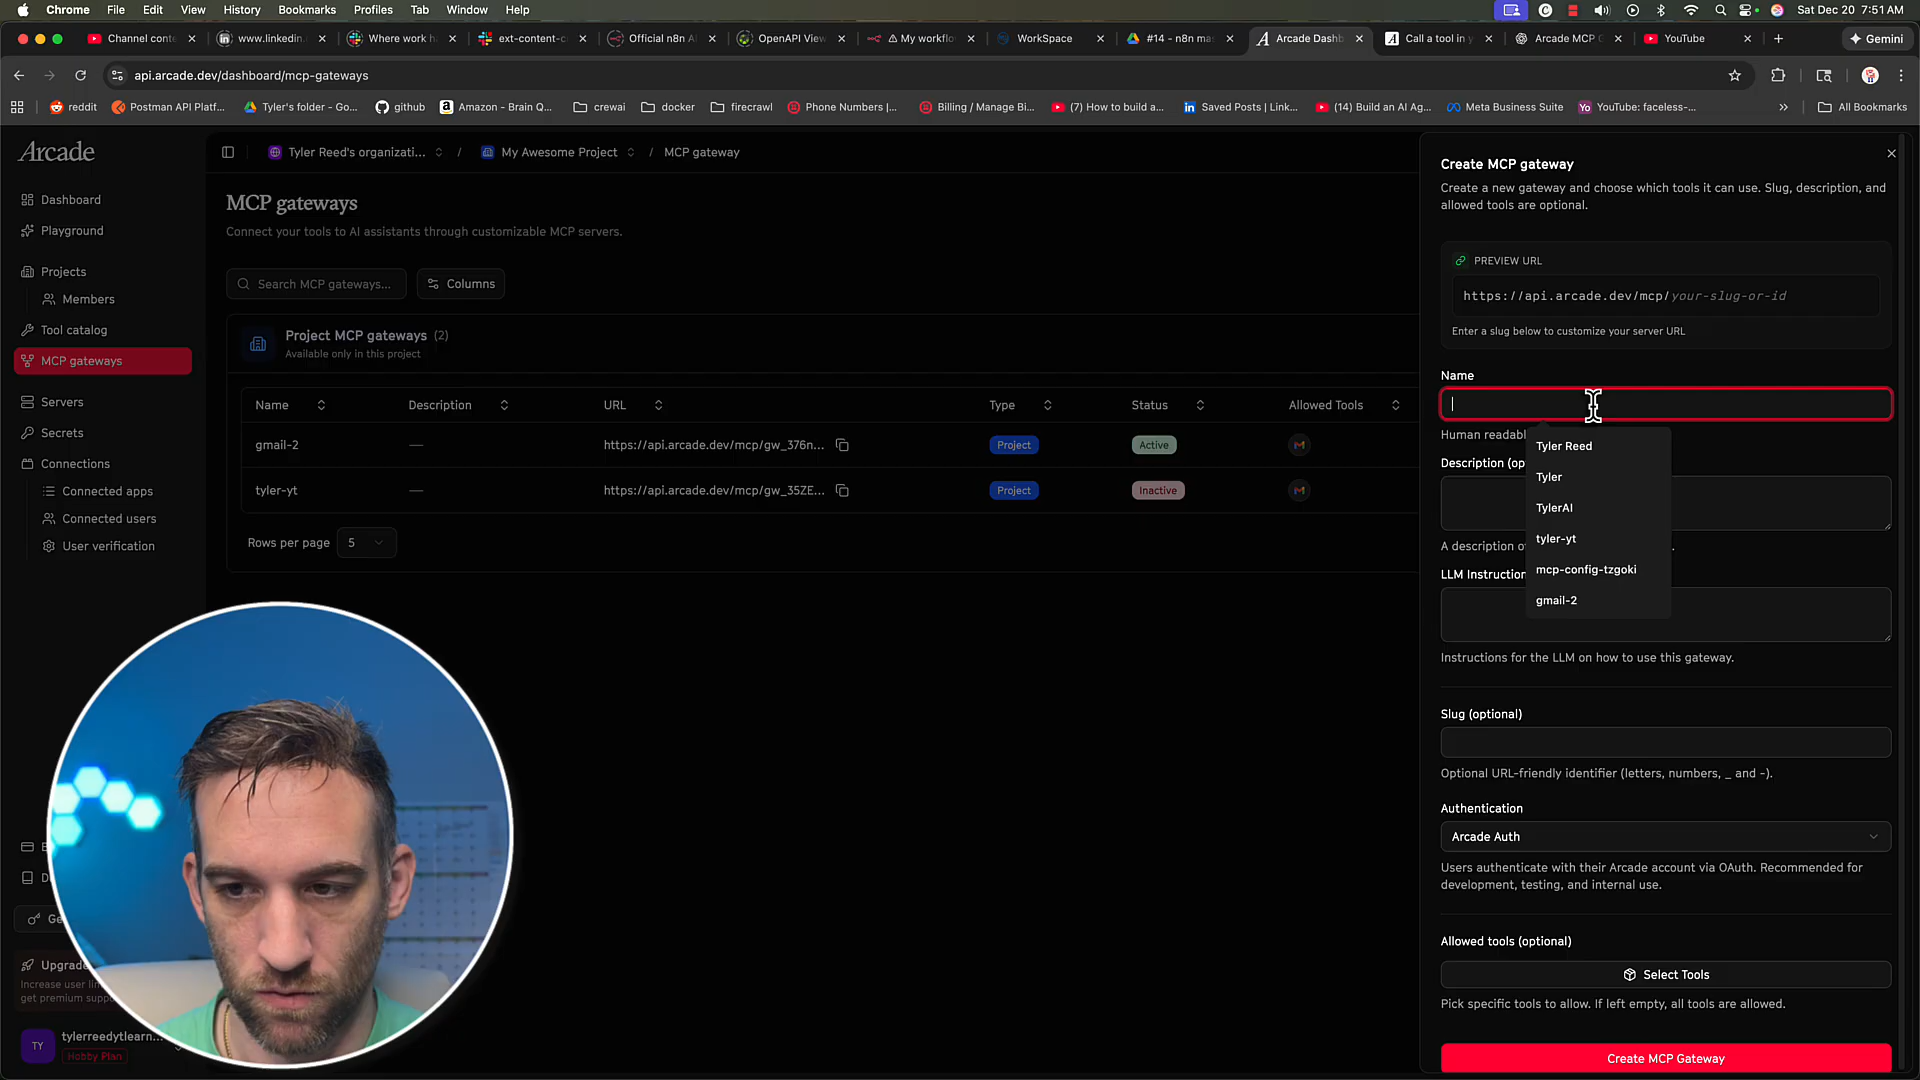 Chrome File Edit View History Bookmarks Profiles Tab Window Help Sat Dec 20 7:51 AM
Channel conte www.linkedin. Where work h ext-content-c Official n8n A OpenAPI View My workflo WorkSpace #14 - n8n ma Arcade Dashb Call a tool in y Arcade MCP G YouTube Gemini
api.arcade.dev/dashboard/mcp-gateways
reddit Postman API Platf... Tyler's folder - Go... github Amazon - Brain Q... crewai docker firecrawl Phone Numbers |... Billing / Manage Bi... (7) How to build a... Saved Posts | Link... (14) Build an AI Ag... Meta Business Suite YouTube: faceless-... » All Bookmarks
Arcade
Dashboard
Playground
Projects
Members
Tool catalog
MCP gateways
Servers
Secrets
Connections
Connected apps
Connected users
User verification
Upgrade
Increase user li
get premium supp
TY
tylerreedytlearn...
Hobby Plan
Tyler Reed's organizati... / My Awesome Project / MCP gateway
MCP gateways
Connect your tools to AI assistants through customizable MCP servers.
Search MCP gateways... Columns
Project MCP gateways (2)
Available only in this project
Name Description URL Type Status Allowed Tools
gmail-2 — https://api.arcade.dev/mcp/gw_376n... Project Active
tyler-yt — https://api.arcade.dev/mcp/gw_35ZE... Project Inactive
Rows per page 5
Create MCP gateway
Create a new gateway and choose which tools it can use. Slug, description, and
allowed tools are optional.
PREVIEW URL
https://api.arcade.dev/mcp/your-slug-or-id
Enter a slug below to customize your server URL
Name
Human readab
Tyler Reed
Tyler
TylerAI
tyler-yt
mcp-config-tzgoki
gmail-2
Description (op
A description o
LLM Instruction
Instructions for the LLM on how to use this gateway.
Slug (optional)
Optional URL-friendly identifier (letters, numbers, _ and -).
Authentication
Arcade Auth
Users authenticate with their Arcade account via OAuth. Recommended for
development, testing, and internal use.
Allowed tools (optional)
Select Tools
Pick specific tools to allow. If left empty, all tools are allowed.
Create MCP Gateway